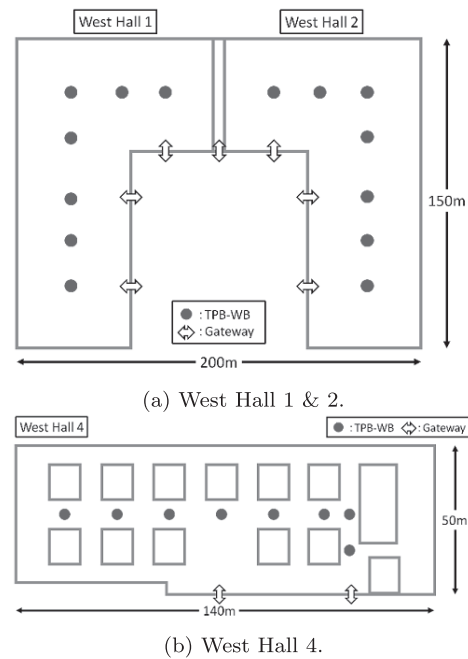 West Hall 1
West Hall 2
150m
: TPB-WB
: Gateway
200m
(a) West Hall 1 & 2.
West Hall 4
: TPB-WB : Gateway
50m
140m
(b) West Hall 4.